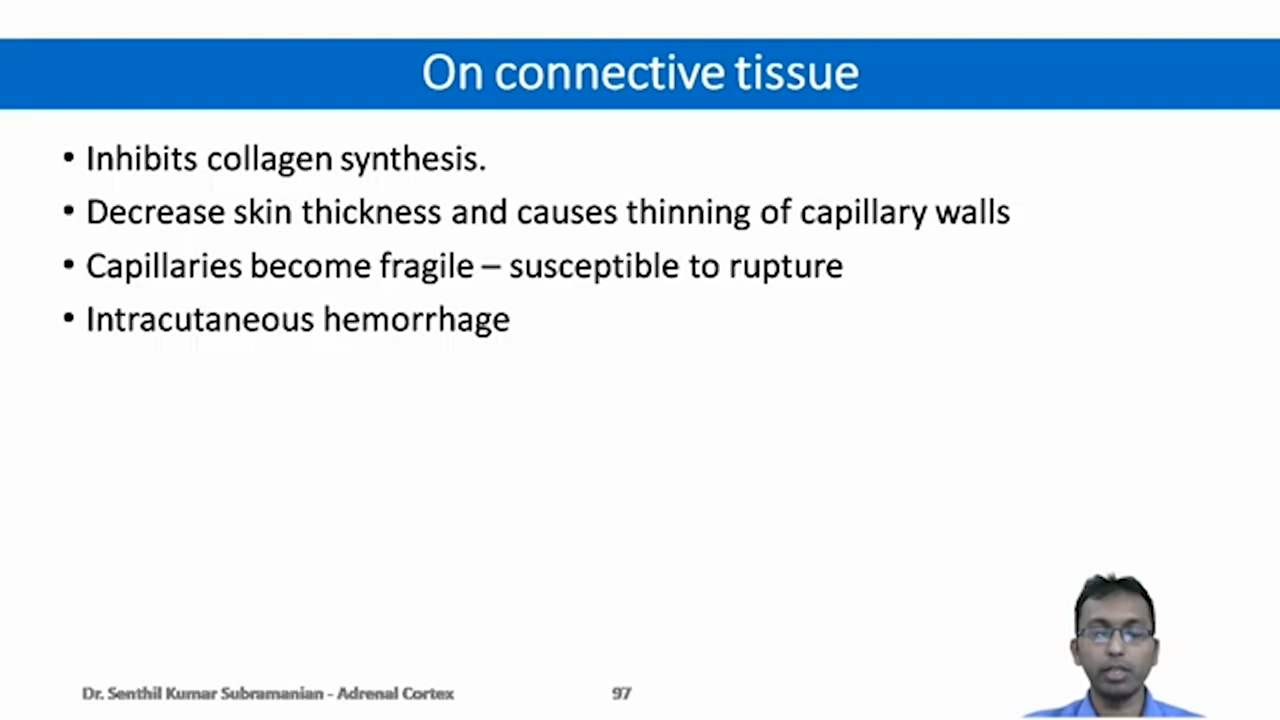 On connective tissue
• Inhibits collagen synthesis.
• Decrease skin thickness and causes thinning of capillary walls
• Capillaries become fragile – susceptible to rupture
• Intracutaneous hemorrhage
Dr. Senthil Kumar Subramanian - Adrenal Cortex 97